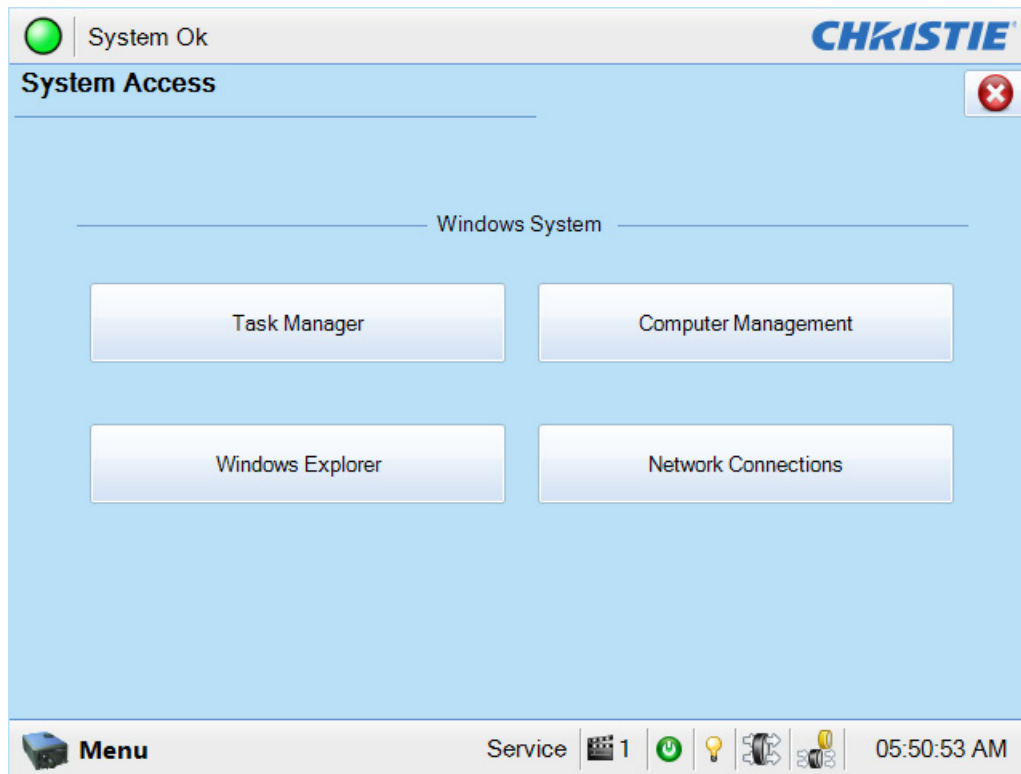 System Ok
CHRISTIE
System Access
Windows System
Task Manager
Computer Management
Windows Explorer
Network Connections
Menu
Service
1
05:50:53 AM